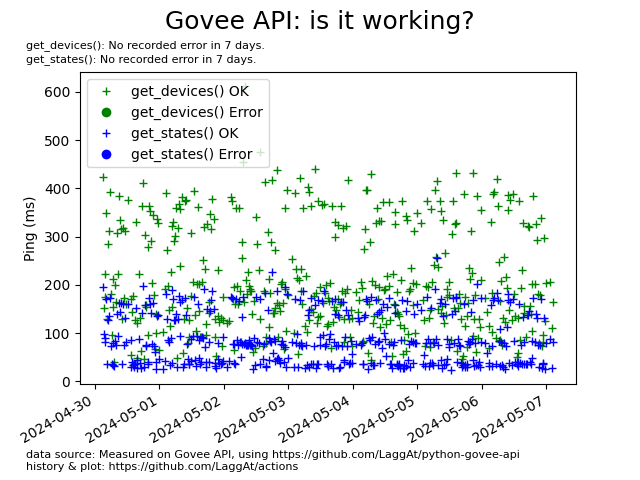 Govee API: is it working?
get_devices(): No recorded error in 7 days.
get_states(): No recorded error in 7 days.
get_devices() OK
get_devices() Error
get_states() OK
get_states() Error
Ping (ms)
600
500
400
300
200
100
0
2024-04-30
2024-05-01
2024-05-02
2024-05-03
2024-05-04
2024-05-05
2024-05-06
2024-05-07
data source: Measured on Govee API, using https://github.com/LaggAt/python-govee-api
history & plot: https://github.com/LaggAt/actions